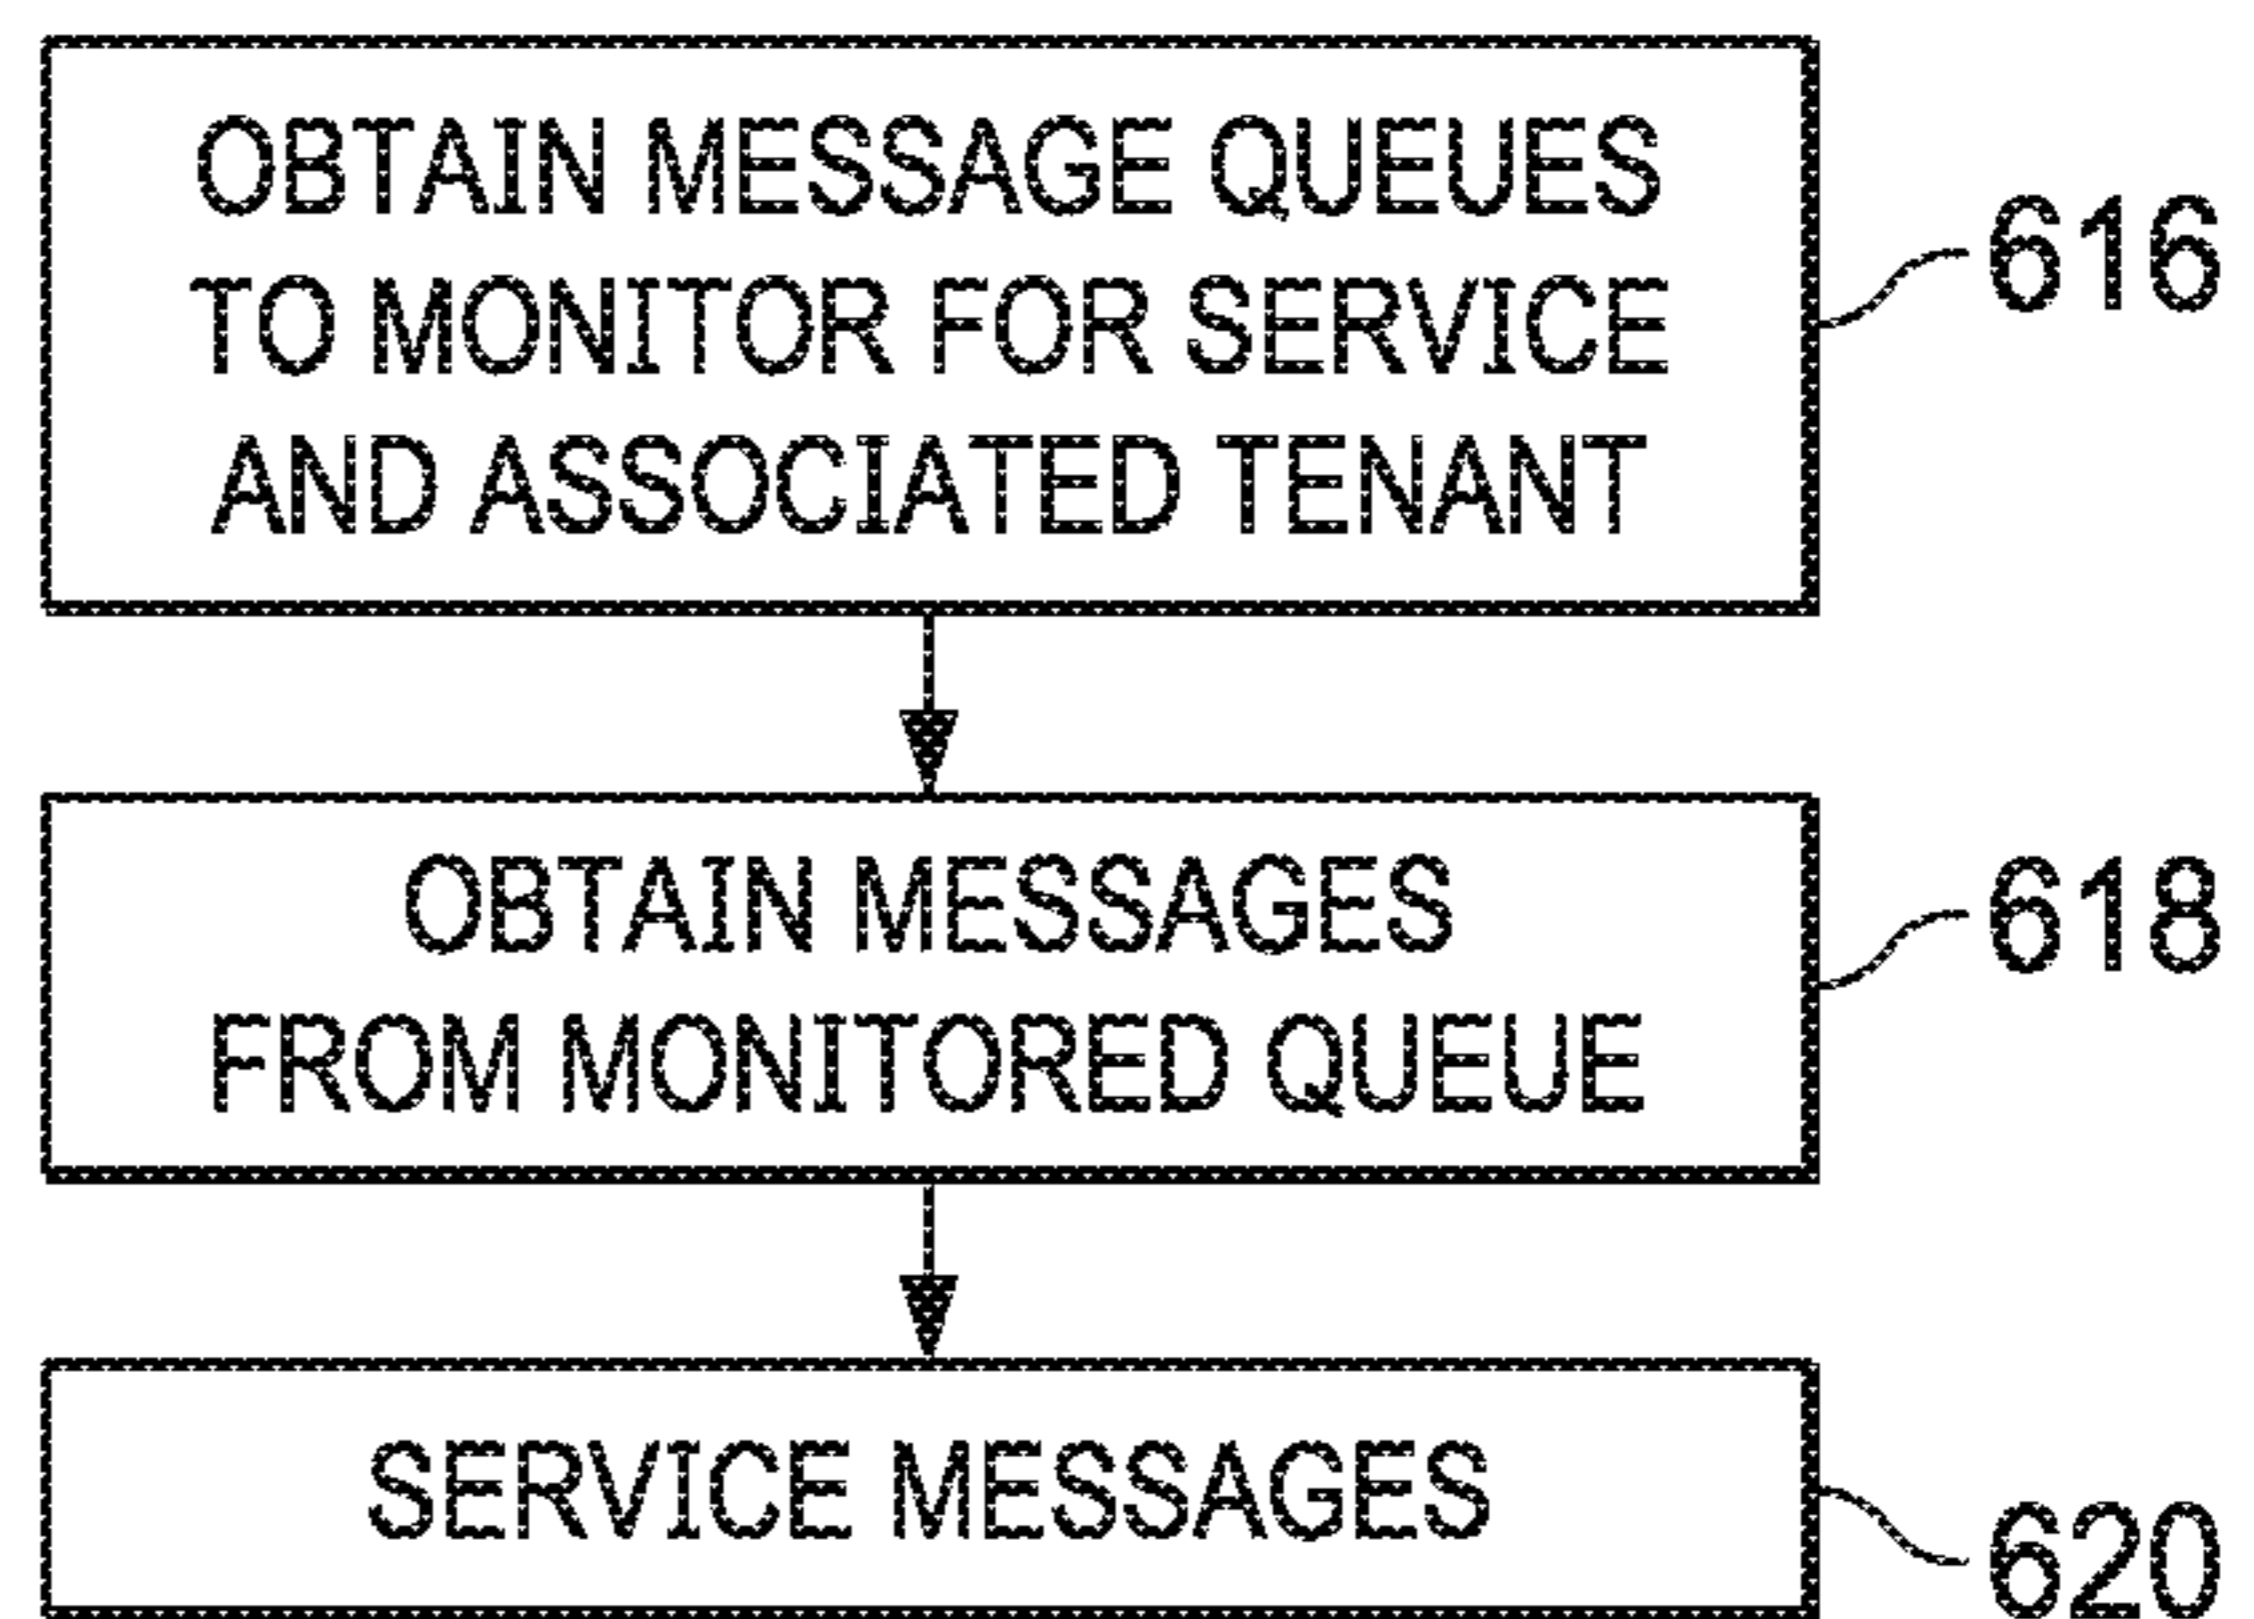 OBTAIN MESSAGE QUEUES
TO MONITOR FOR SERVICE
AND ASSOCIATED TENANT
616
OBTAIN MESSAGES
FROM MONITORED QUEUE
618
SERVICE MESSAGES
620